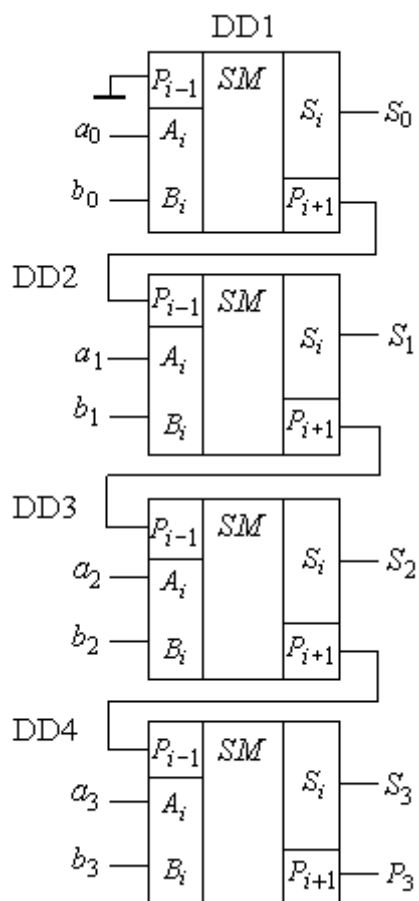 DD1
P_{i-1} SM
a_0 A_i S_i S_0
b_0 B_i P_{i+1}
DD2
P_{i-1} SM
a_1 A_i S_i S_1
b_1 B_i P_{i+1}
DD3
P_{i-1} SM
a_2 A_i S_i S_2
b_2 B_i P_{i+1}
DD4
P_{i-1} SM
a_3 A_i S_i S_3
b_3 B_i P_{i+1} P_3